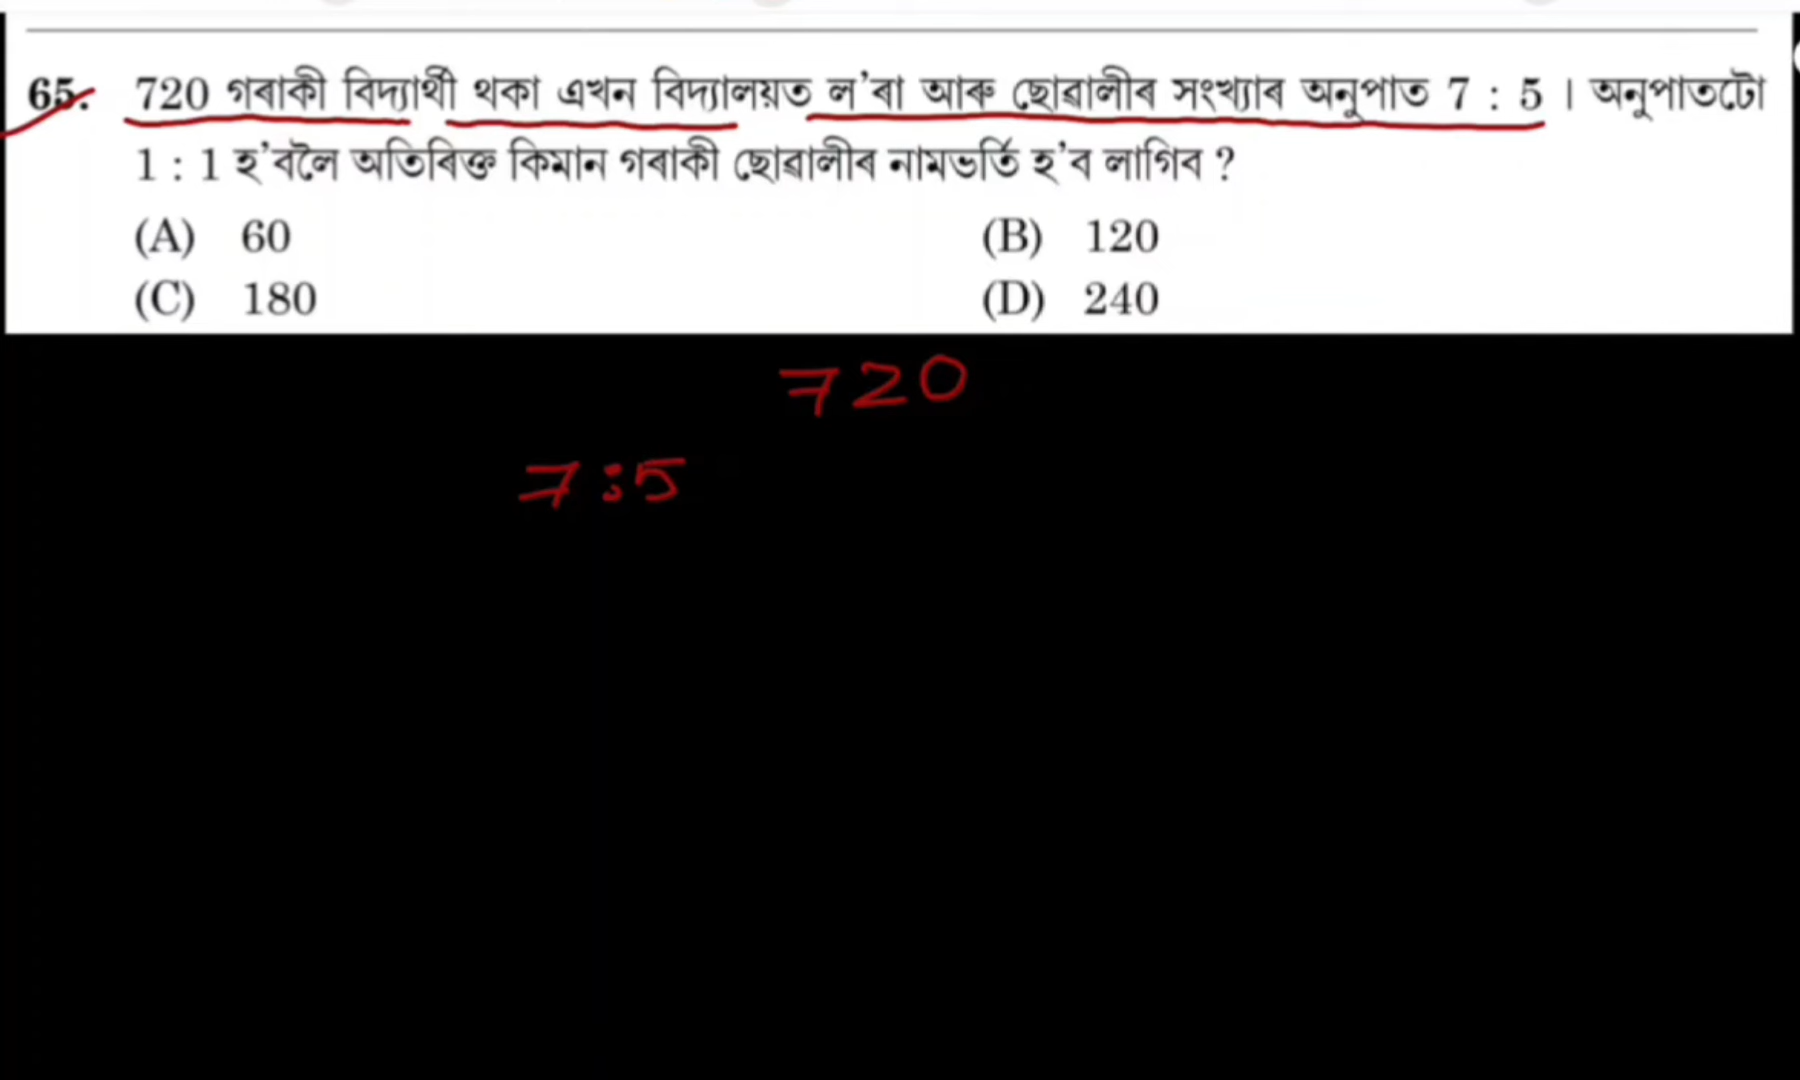 65. 720 গৰাকী বিদ্যাৰ্থী থকা এখন বিদ্যালয়ত ল'ৰা আৰু ছোৱালীৰ সংখ্যাৰ অনুপাত 7 : 5 । অনুপাতটো
1 : 1 হ'বলৈ অতিৰিক্ত কিমান গৰাকী ছোৱালীৰ নামভৰ্তি হ'ব লাগিব ?
(A) 60 (B) 120
(C) 180 (D) 240
720
7:5